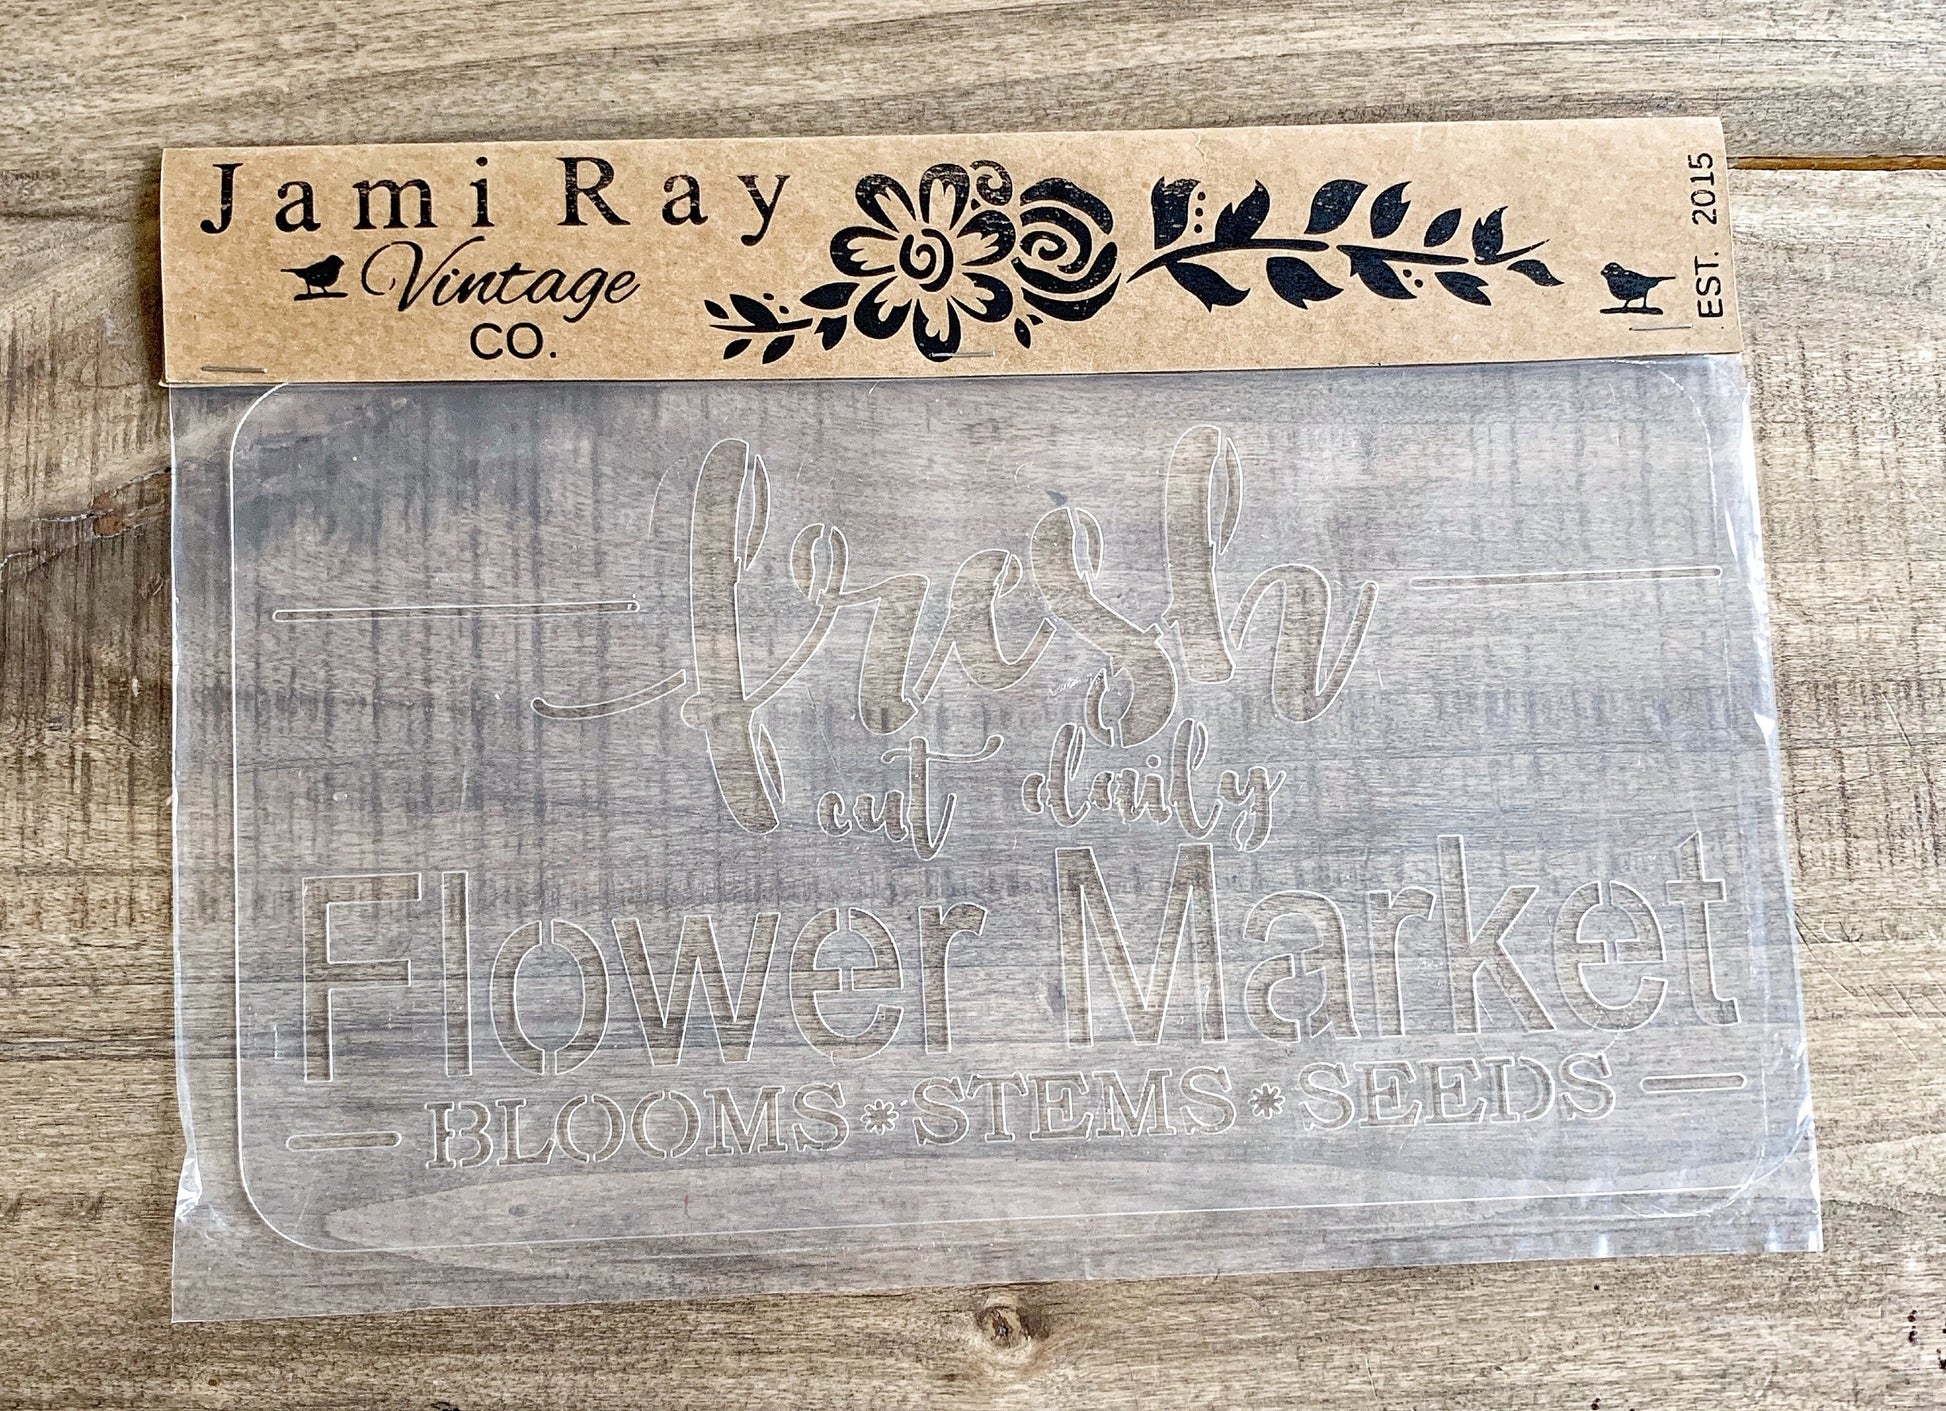 Jami Ray
Vintage
CO.
EST. 2015
fresh
cut daily
Flower Market
BLOOMS * STEMS * SEEDS